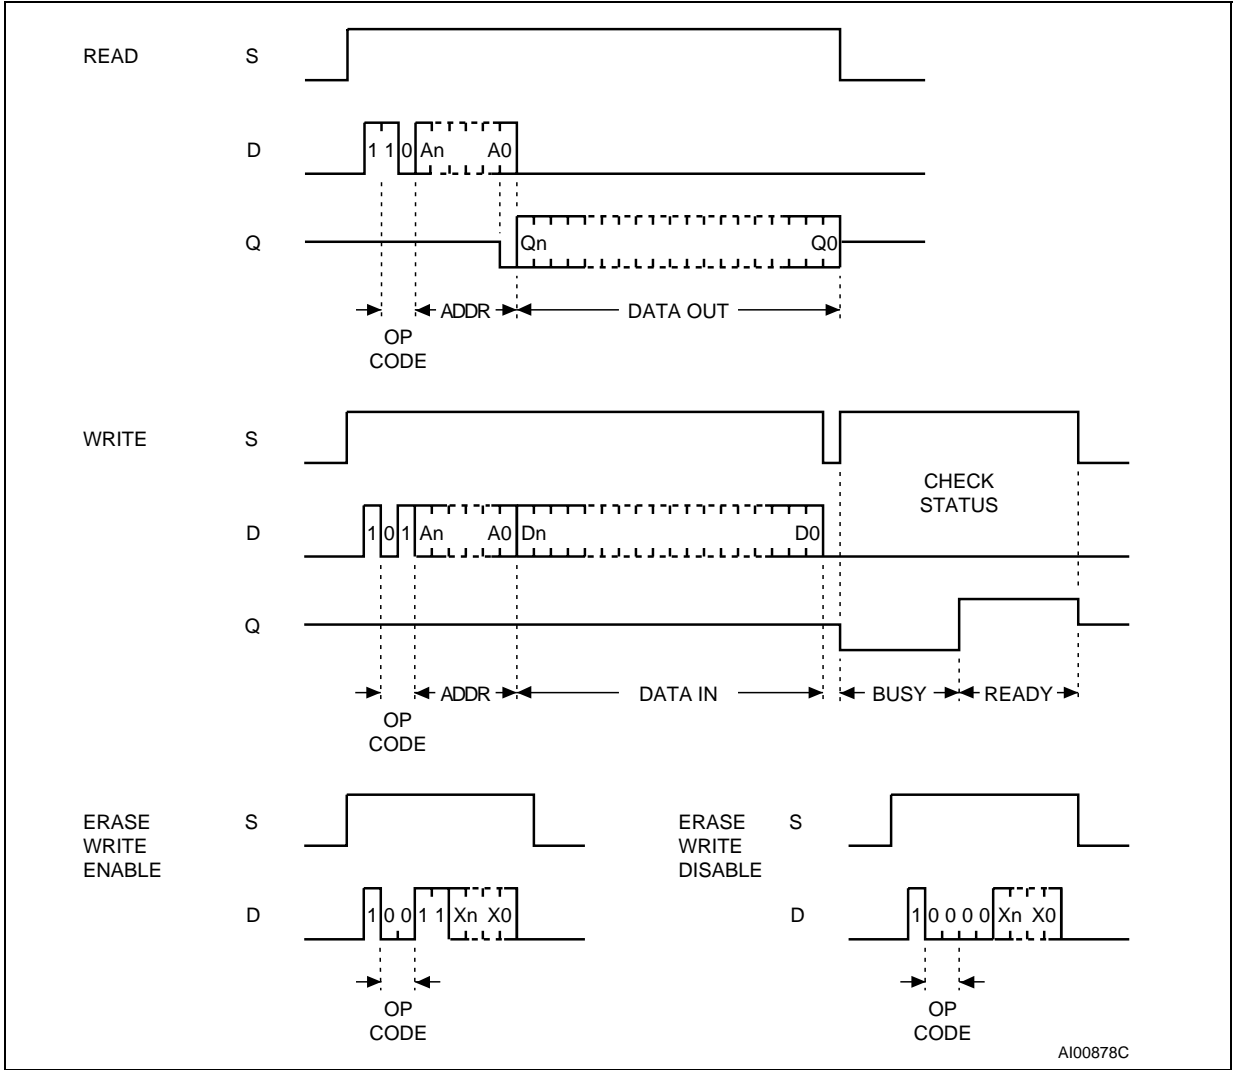 READ S
D 1 1 0 An A0
Q Qn Q0
ADDR DATA OUT
OP
CODE
WRITE S
CHECK
STATUS
D 1 0 1 An A0 Dn D0
Q
ADDR DATA IN BUSY READY
OP
CODE
ERASE
WRITE
ENABLE
S
D 1 0 0 1 1 Xn X0
OP
CODE
ERASE
WRITE
DISABLE
S
D 1 0 0 0 0 Xn X0
OP
CODE
AI00878C